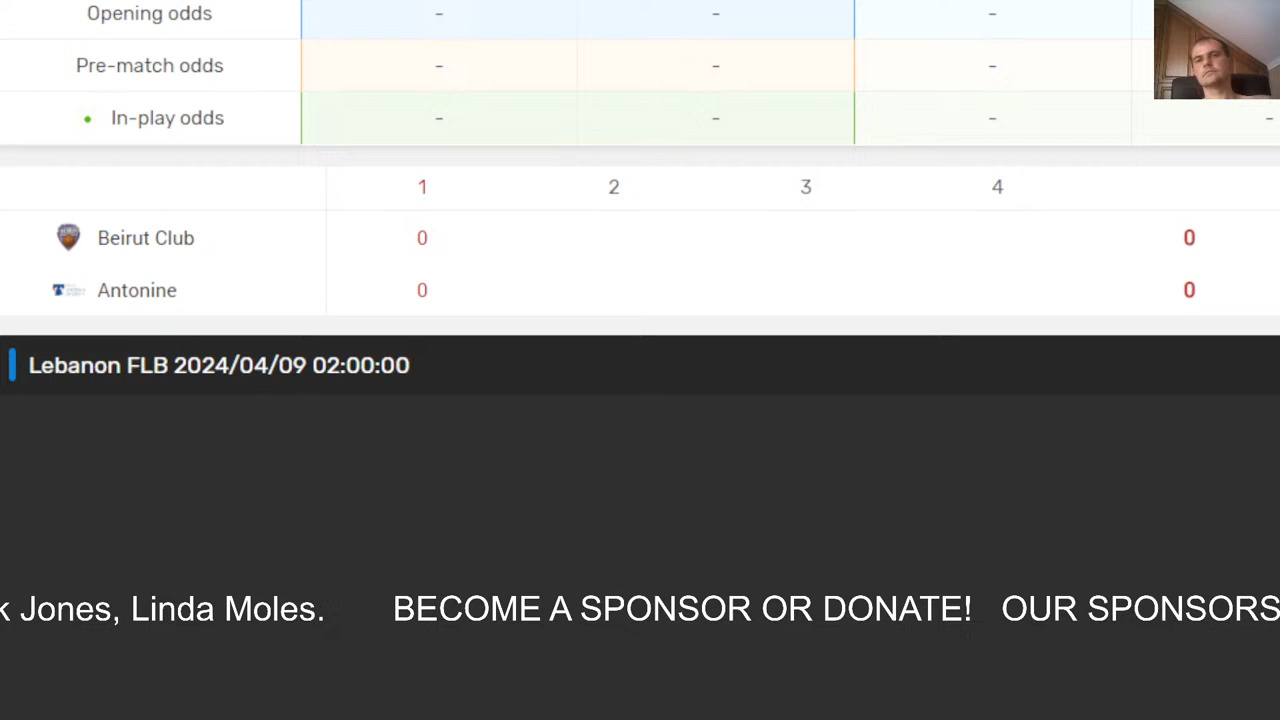 Opening odds - - -
Pre-match odds - - -
In-play odds - - - -
1 2 3 4
Beirut Club 0 0
Antonine 0 0
Lebanon FLB 2024/04/09 02:00:00
k Jones, Linda Moles. BECOME A SPONSOR OR DONATE! OUR SPONSORS